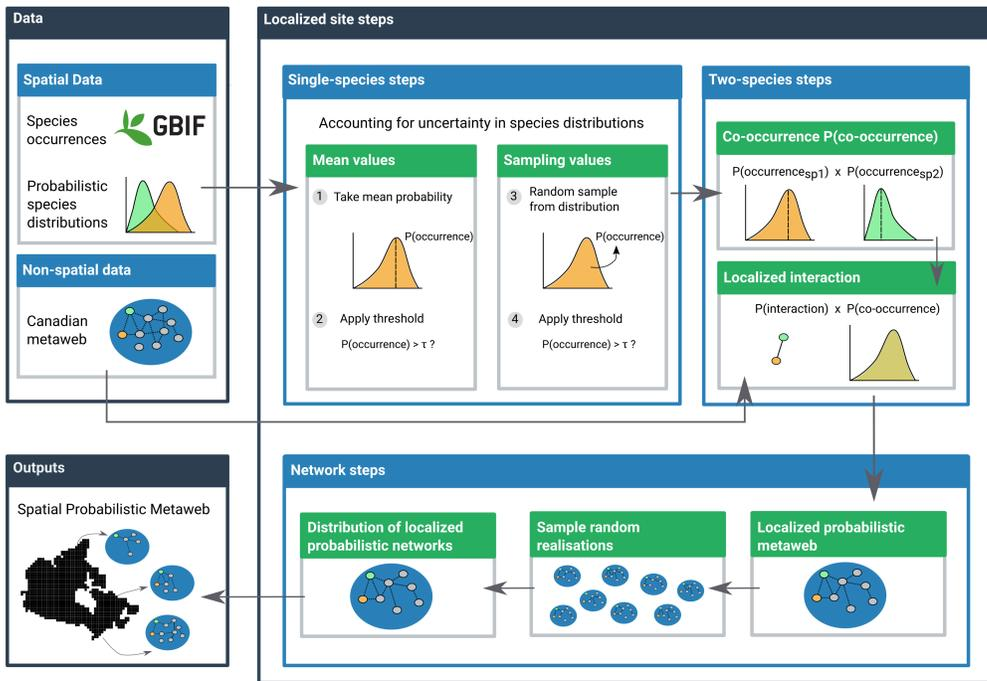 Data
Spatial Data
Species
occurrences
GBIF
Probabilistic
species
distributions
Non-spatial data
Canadian
metaweb
Localized site steps
Single-species steps
Accounting for uncertainty in species distributions
Mean values
1 Take mean probability
P(occurrence)
2 Apply threshold
P(occurrence) > τ ?
Sampling values
3 Random sample
from distribution
P(occurrence)
4 Apply threshold
P(occurrence) > τ ?
Two-species steps
Co-occurrence P(co-occurrence)
P(occurrencesp1) x P(occurrencesp2)
Localized interaction
P(interaction) x P(co-occurrence)
Network steps
Localized probabilistic
metaweb
Sample random
realisations
Distribution of localized
probabilistic networks
Outputs
Spatial Probabilistic Metaweb